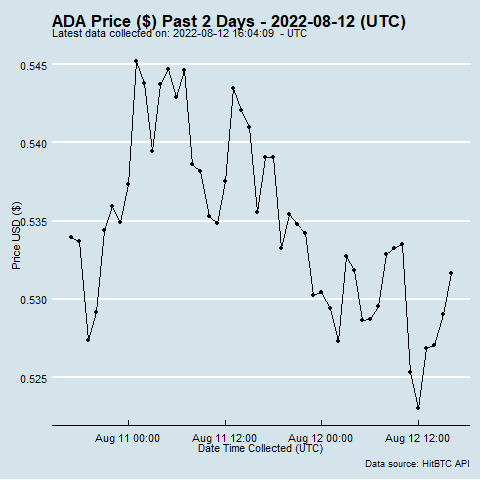 ADA Price ($) Past 2 Days - 2022-08-12 (UTC)
Latest data collected on: 2022-08-12 16:04:09 - UTC
0.545
0.540
0.535
0.530
0.525
Price USD ($)
Aug 11 00:00 Aug 11 12:00 Aug 12 00:00 Aug 12 12:00
Date Time Collected (UTC)
Data source: HitBTC API